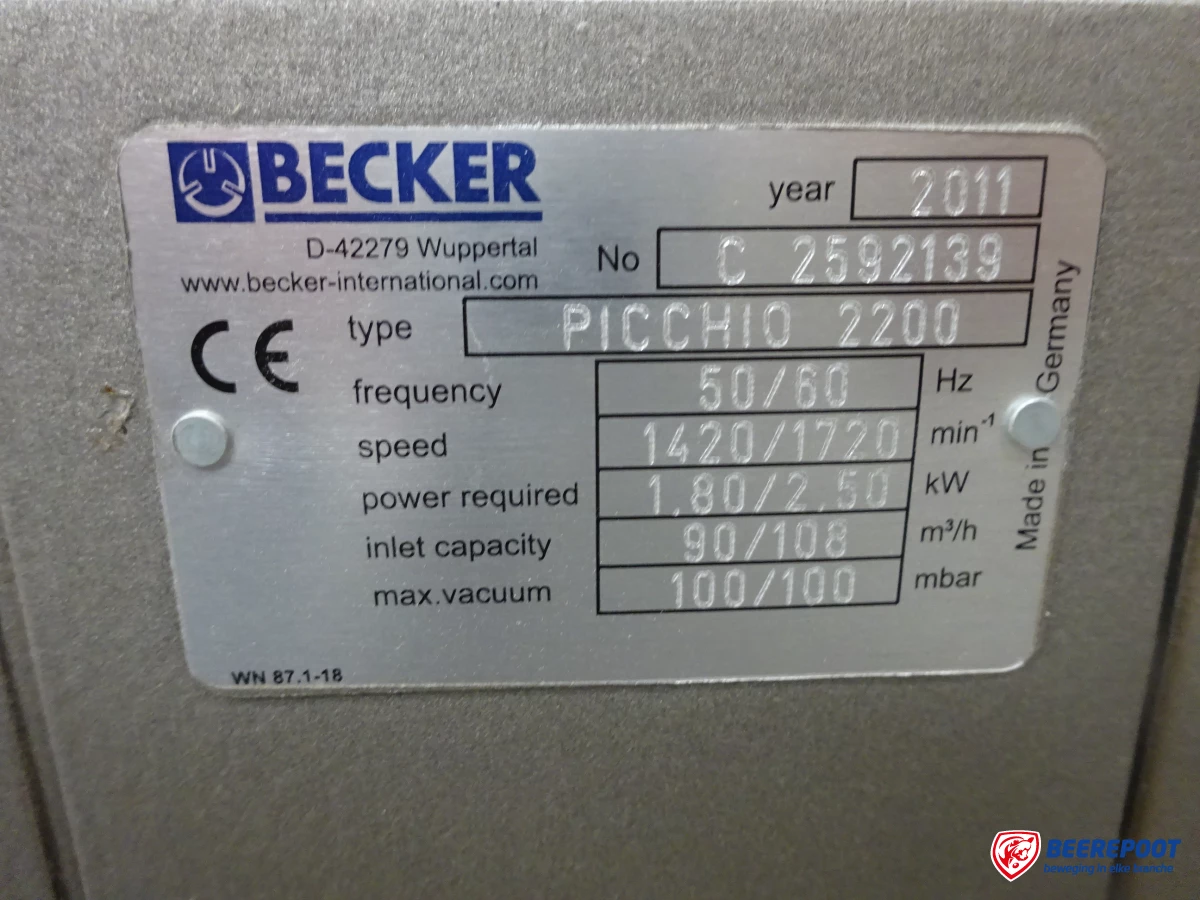 BECKER
D-42279 Wuppertal
www.becker-international.com
year 2011
No C 2592139
CE type PICCHIO 2200
frequency 50/60 Hz
speed 1420/1720 min⁻¹
power required 1.80/2.50 kW
inlet capacity 90/108 m³/h
max.vacuum 100/100 mbar
Made in Germany
WN 87.1-18
BEEREPOOT
beweging in elke branche